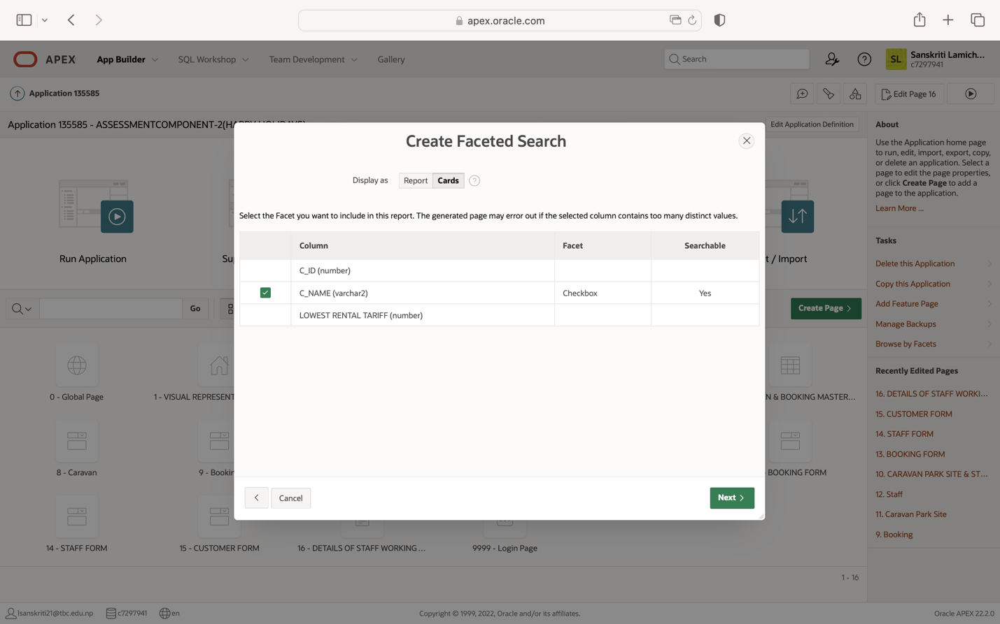 apex.oracle.com
APEX
App Builder
SQL Workshop
Team Development
Gallery
Search
SL
Sanskriti Lamich...
c7297941
Application 135585
Edit Page 16
Application 135585 - ASSESSMENTCOMPONENT-2(HAPPY HOLIDAYS)
Edit Application Definition
Create Faceted Search
Display as
Report
Cards
Select the Facet you want to include in this report. The generated page may error out if the selected column contains too many distinct values.
Column Facet Searchable
C_ID (number)
C_NAME (varchar2) Checkbox Yes
LOWEST RENTAL TARIFF (number)
Cancel
Next
Run Application
Su
t / Import
Go
Create Page
0 - Global Page
1 - VISUAL REPRESENT
N & BOOKING MASTER...
8 - Caravan
9 - Bookin
BOOKING FORM
14 - STAFF FORM
15 - CUSTOMER FORM
16 - DETAILS OF STAFF WORKING ...
9999 - Login Page
1 - 16
About
Use the Application home page
to run, edit, import, export, copy,
or delete an application. Select a
page to edit the page properties,
or click Create Page to add a
page to the application.
Learn More ...
Tasks
Delete this Application
Copy this Application
Add Feature Page
Manage Backups
Browse by Facets
Recently Edited Pages
16. DETAILS OF STAFF WORKI...
15. CUSTOMER FORM
14. STAFF FORM
13. BOOKING FORM
10. CARAVAN PARK SITE & ST...
12. Staff
11. Caravan Park Site
9. Booking
lsanskriti21@tbc.edu.np
c7297941
en
Copyright © 1999, 2022, Oracle and/or its affiliates.
Oracle APEX 22.2.0